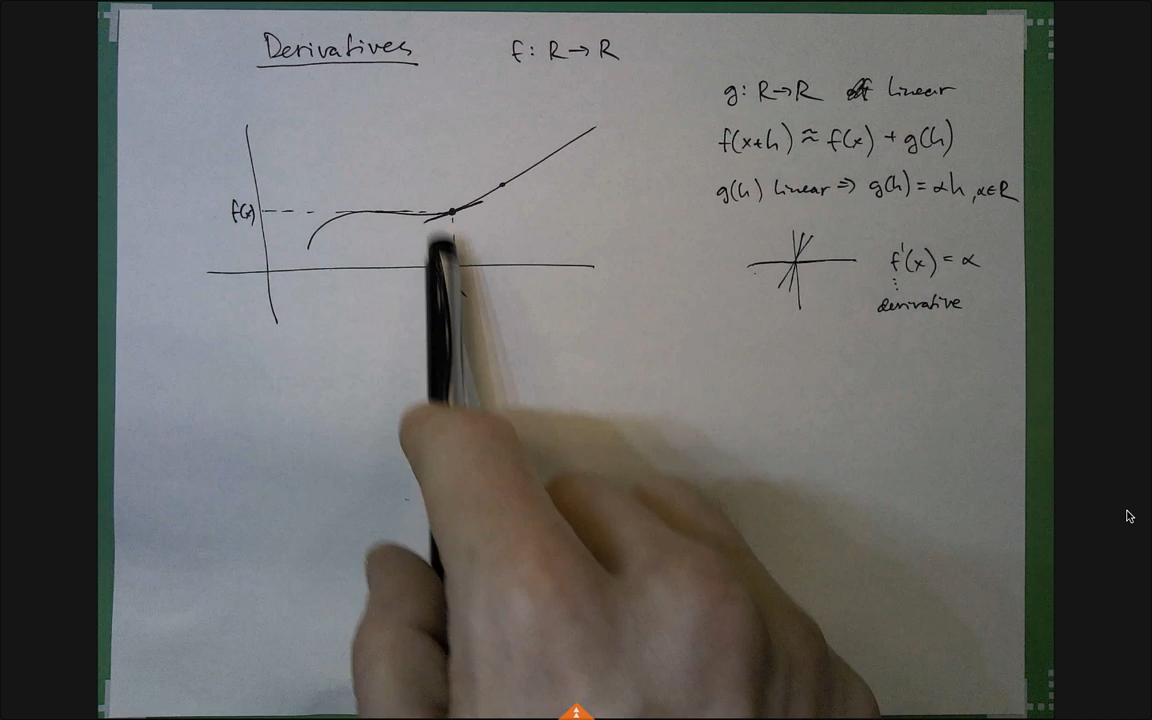 Derivatives
f: R → R
g: R → R linear
f(x+h) ≈ f(x) + g(h)
g(h) linear ⇒ g(h) = αh, α∈R
f(x)
f'(x) = α
derivative